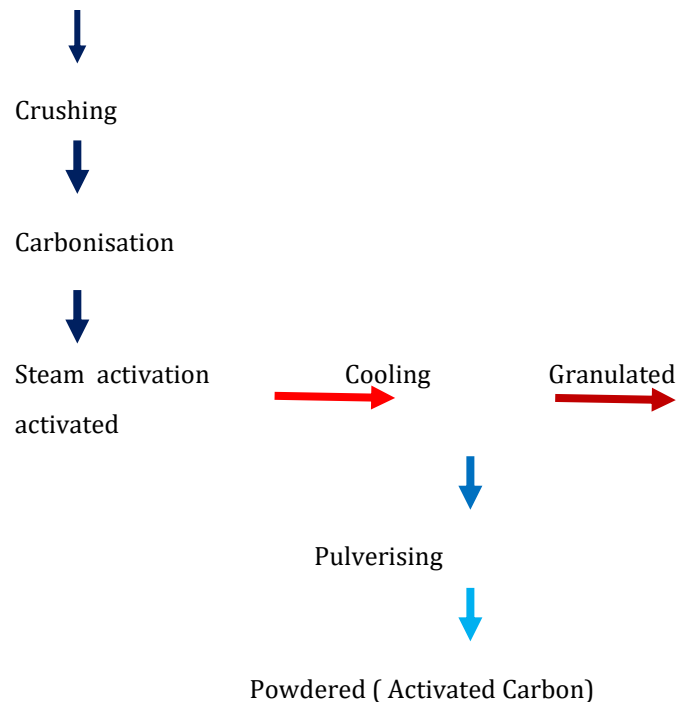 Crushing
Carbonisation
Steam activation Cooling Granulated
activated
Pulverising
Powdered ( Activated Carbon)